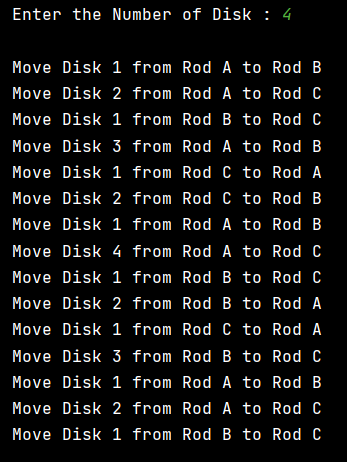 Enter the Number of Disk : 4
Move Disk 1 from Rod A to Rod B
Move Disk 2 from Rod A to Rod C
Move Disk 1 from Rod B to Rod C
Move Disk 3 from Rod A to Rod B
Move Disk 1 from Rod C to Rod A
Move Disk 2 from Rod C to Rod B
Move Disk 1 from Rod A to Rod B
Move Disk 4 from Rod A to Rod C
Move Disk 1 from Rod B to Rod C
Move Disk 2 from Rod B to Rod A
Move Disk 1 from Rod C to Rod A
Move Disk 3 from Rod B to Rod C
Move Disk 1 from Rod A to Rod B
Move Disk 2 from Rod A to Rod C
Move Disk 1 from Rod B to Rod C